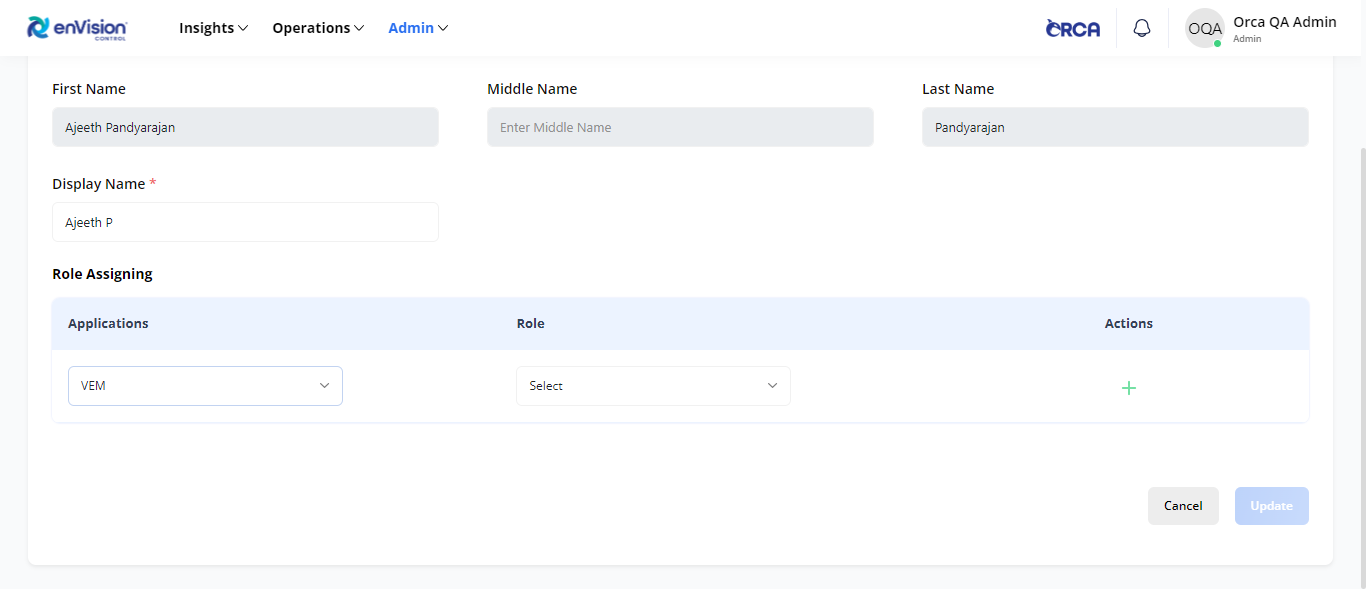 enVision
CONTROL
Insights
Operations
Admin
ORCA
OQA
Orca QA Admin
Admin
First Name
Middle Name
Last Name
Ajeeth Pandyarajan
Enter Middle Name
Pandyarajan
Display Name *
Ajeeth P
Role Assigning
Applications
Role
Actions
VEM
Select
Cancel
Update